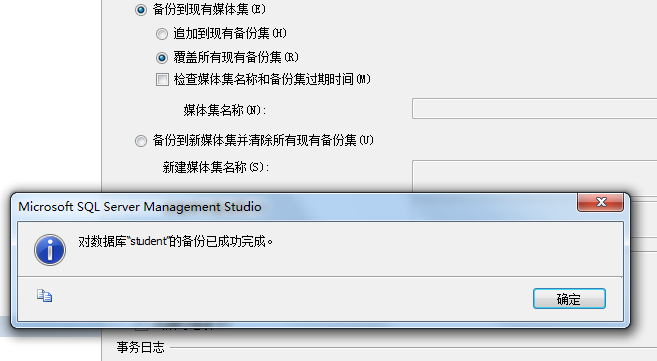 备份到现有媒体集(E)
追加到现有备份集(H)
覆盖所有现有备份集(R)
检查媒体集名称和备份集过期时间(M)
媒体集名称(N):
备份到新媒体集并清除所有现有备份集(U)
新建媒体集名称(S):
Microsoft SQL Server Management Studio
对数据库“student”的备份已成功完成。
确定
事务日志